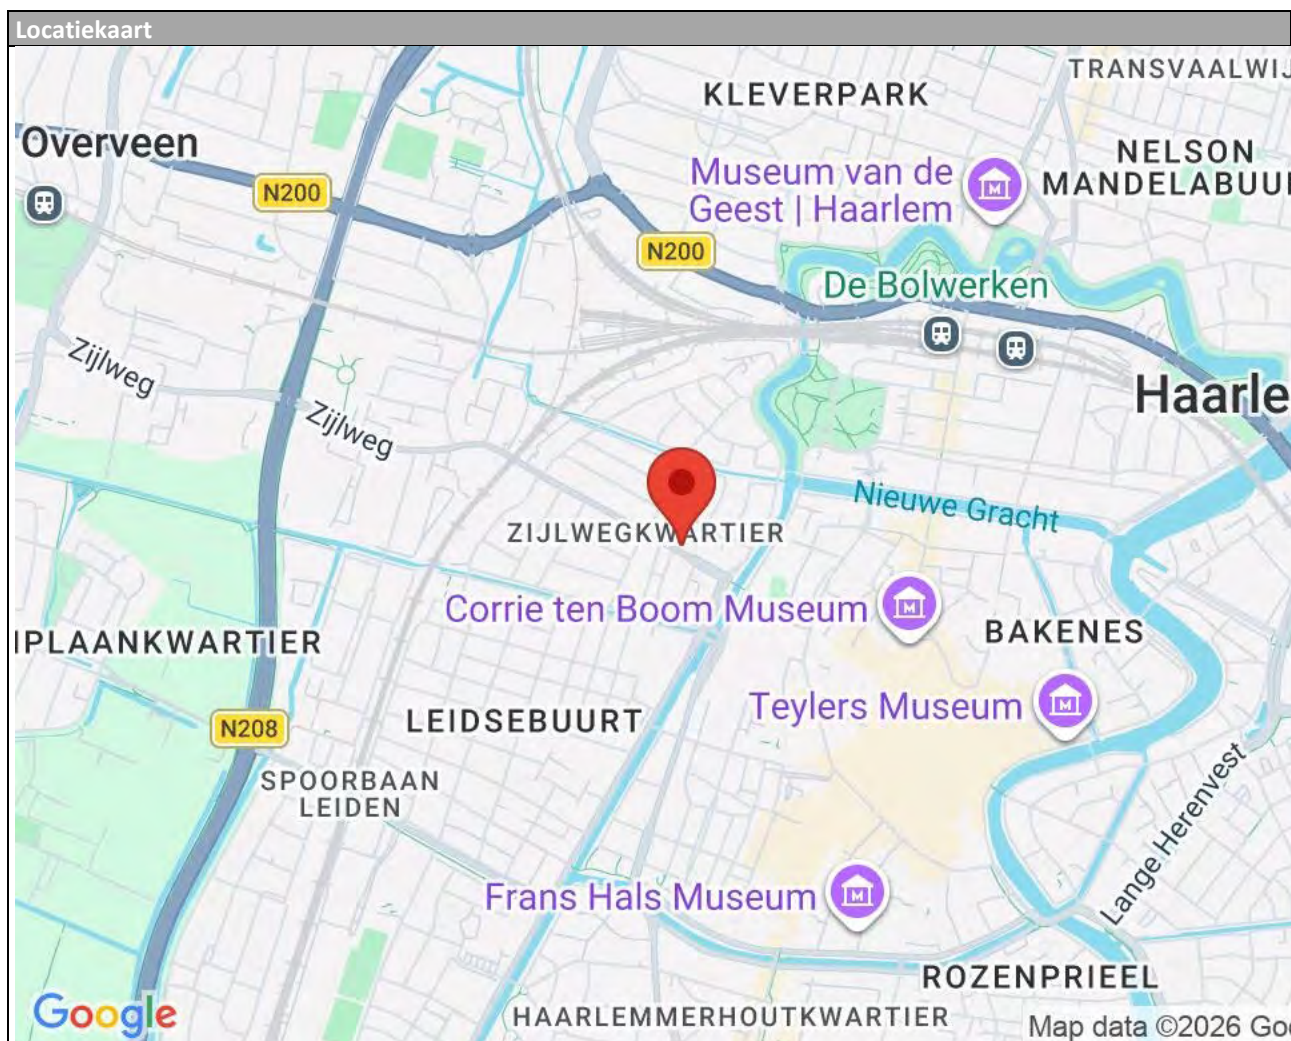 Locatiekaart
TRANSVAALWIJ
KLEVERPARK
Overveen
NELSON
MANDELABUU
Museum van de
Geest | Haarlem
N200
N200
De Bolwerken
Zijlweg
Haarle
Zijlweg
Nieuwe Gracht
ZIJLWEGKWARTIER
Corrie ten Boom Museum
BAKENES
IPLAANKWARTIER
Teylers Museum
LEIDSEBUURT
N208
SPOORBAAN
LEIDEN
Lange Herenvest
Frans Hals Museum
ROZENPRIEEL
Google
HAARLEMMERHOUTKWARTIER
Map data ©2026 Goo